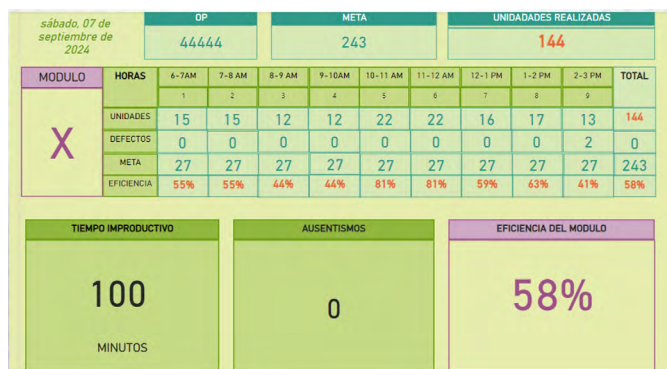 sábado, 07 de
septiembre de
2024
OP
44444
META
243
UNIDADADES REALIZADAS
144
MODULO HORAS 6-7AM 7-8 AM 8-9 AM 9-10AM 10-11 AM 11-12 AM 12-1 PM 1-2 PM 2-3 PM TOTAL
1 2 3 4 5 6 7 8 9
X
UNIDADES 15 15 12 12 22 22 16 17 13 144
DEFECTOS 0 0 0 0 0 0 0 0 2 0
META 27 27 27 27 27 27 27 27 27 243
EFICIENCIA 55% 55% 44% 44% 81% 81% 59% 63% 41% 58%
TIEMPO IMPRODUCTIVO
100
MINUTOS
AUSENTISMOS
0
EFICIENCIA DEL MODULO
58%